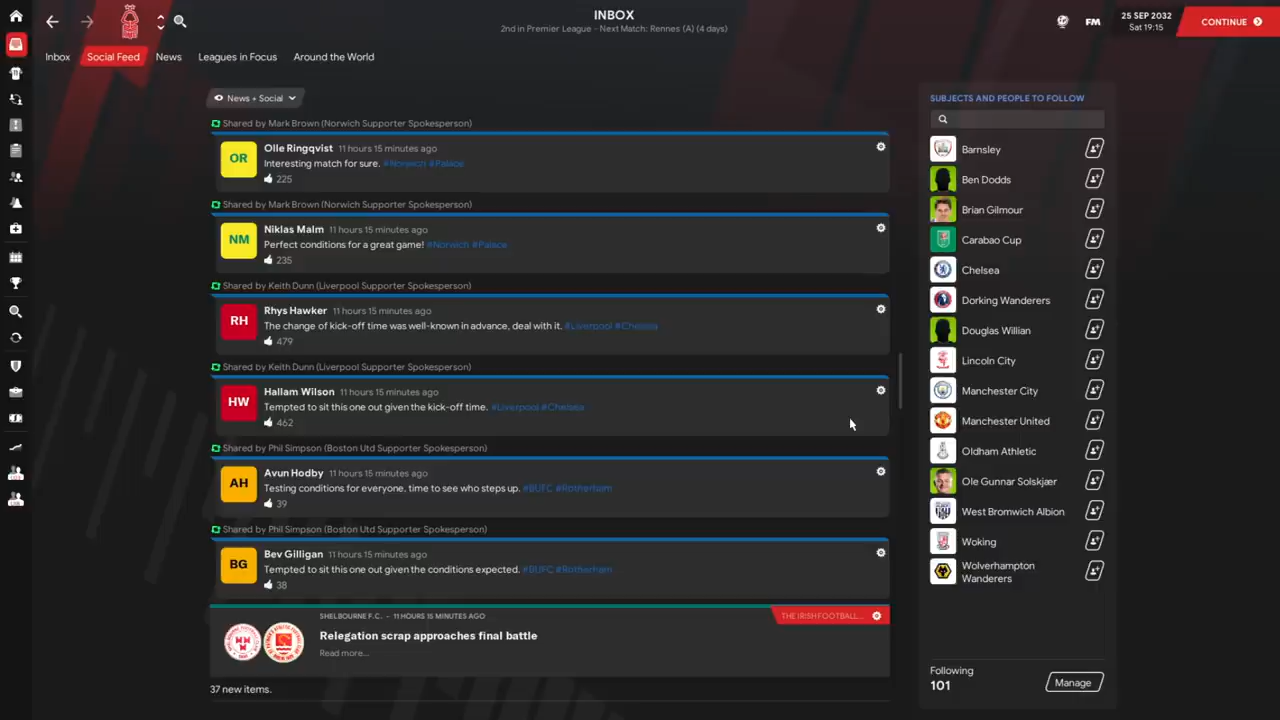 INBOX
2nd in Premier League - Next Match: Rennes (A) (4 days)
FM
25 SEP 2032
Sat 19:15
CONTINUE
Inbox
Social Feed
News
Leagues in Focus
Around the World
News + Social
Shared by Mark Brown (Norwich Supporter Spokesperson)
OR
Olle Ringqvist 11 hours 15 minutes ago
Interesting match for sure. #Norwich #Palace
225
Shared by Mark Brown (Norwich Supporter Spokesperson)
NM
Niklas Malm 11 hours 15 minutes ago
Perfect conditions for a great game! #Norwich #Palace
235
Shared by Keith Dunn (Liverpool Supporter Spokesperson)
RH
Rhys Hawker 11 hours 15 minutes ago
The change of kick-off time was well-known in advance, deal with it. #Liverpool #Chelsea
479
Shared by Keith Dunn (Liverpool Supporter Spokesperson)
HW
Hallam Wilson 11 hours 15 minutes ago
Tempted to sit this one out given the kick-off time. #Liverpool #Chelsea
462
Shared by Phil Simpson (Boston Utd Supporter Spokesperson)
AH
Avun Hodby 11 hours 15 minutes ago
Testing conditions for everyone, time to see who steps up. #BUFC #Rotherham
39
Shared by Phil Simpson (Boston Utd Supporter Spokesperson)
BG
Bev Gilligan 11 hours 15 minutes ago
Tempted to sit this one out given the conditions expected. #BUFC #Rotherham
38
SHELBOURNE F.C. - 11 HOURS 15 MINUTES AGO
THE IRISH FOOTBALL...
Relegation scrap approaches final battle
Read more...
37 new items.
SUBJECTS AND PEOPLE TO FOLLOW
Barnsley
Ben Dodds
Brian Gilmour
Carabao Cup
Chelsea
Dorking Wanderers
Douglas Willian
Lincoln City
Manchester City
Manchester United
Oldham Athletic
Ole Gunnar Solskjær
West Bromwich Albion
Woking
Wolverhampton
Wanderers
Following
101
Manage